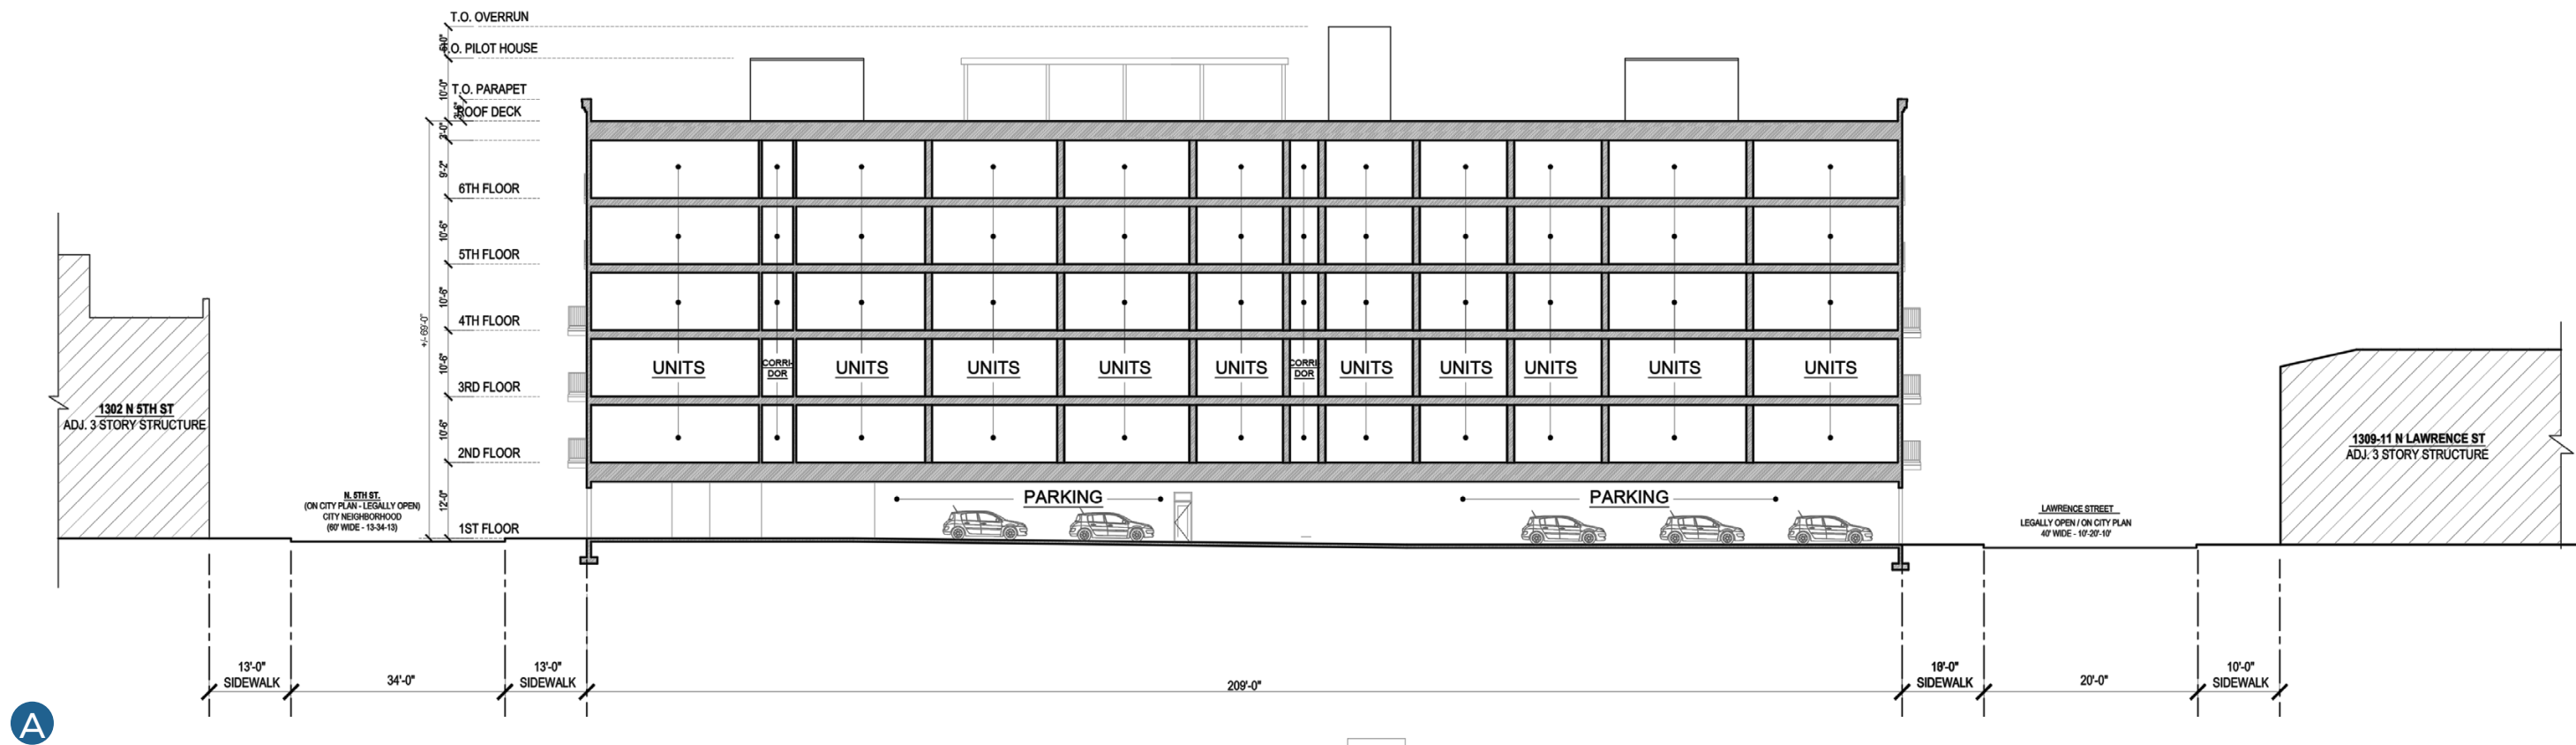 T.O. OVERRUN
T.O. PILOT HOUSE
T.O. PARAPET
ROOF DECK
6TH FLOOR
5TH FLOOR
4TH FLOOR
3RD FLOOR
2ND FLOOR
1ST FLOOR
10'-0"
3'-0"
9'-2"
10'-6"
10'-6"
10'-6"
10'-6"
12'-0"
+/- 69'-0"
UNITS
CORRI-
DOR
UNITS
UNITS
UNITS
UNITS
CORRI-
DOR
UNITS
UNITS
UNITS
UNITS
UNITS
PARKING
PARKING
1302 N 5TH ST
ADJ. 3 STORY STRUCTURE
N. 5TH ST.
(ON CITY PLAN - LEGALLY OPEN)
CITY NEIGHBORHOOD
(60' WIDE - 13-34-13)
LAWRENCE STREET
LEGALLY OPEN / ON CITY PLAN
40' WIDE - 10'-20'-10'
1309-11 N LAWRENCE ST
ADJ. 3 STORY STRUCTURE
13'-0"
SIDEWALK
34'-0"
13'-0"
SIDEWALK
209'-0"
SIDEWALK
20'-0"
10'-0"
SIDEWALK
A